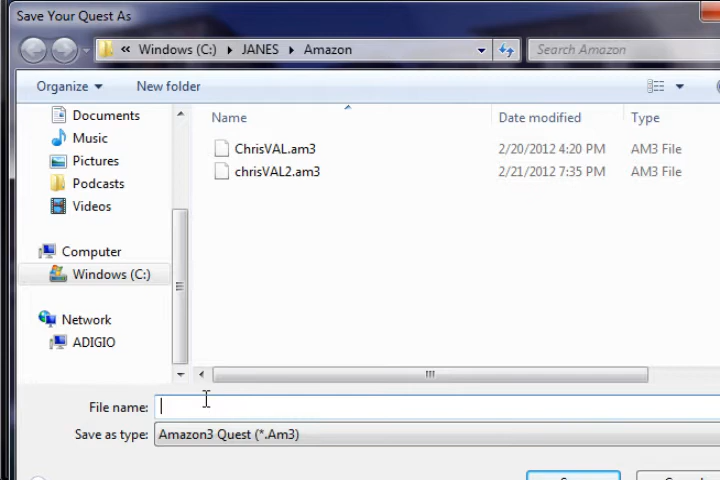 Save Your Quest As
« Windows (C:) JANES Amazon
Search Amazon
Organize
New folder
Name Date modified Type
Documents
Music
Pictures
Podcasts
Videos
Computer
Windows (C:)
Network
ADIGIO
ChrisVAL.am3 2/20/2012 4:20 PM AM3 File
chrisVAL2.am3 2/21/2012 7:35 PM AM3 File
File name:
Save as type: Amazon3 Quest (*.Am3)